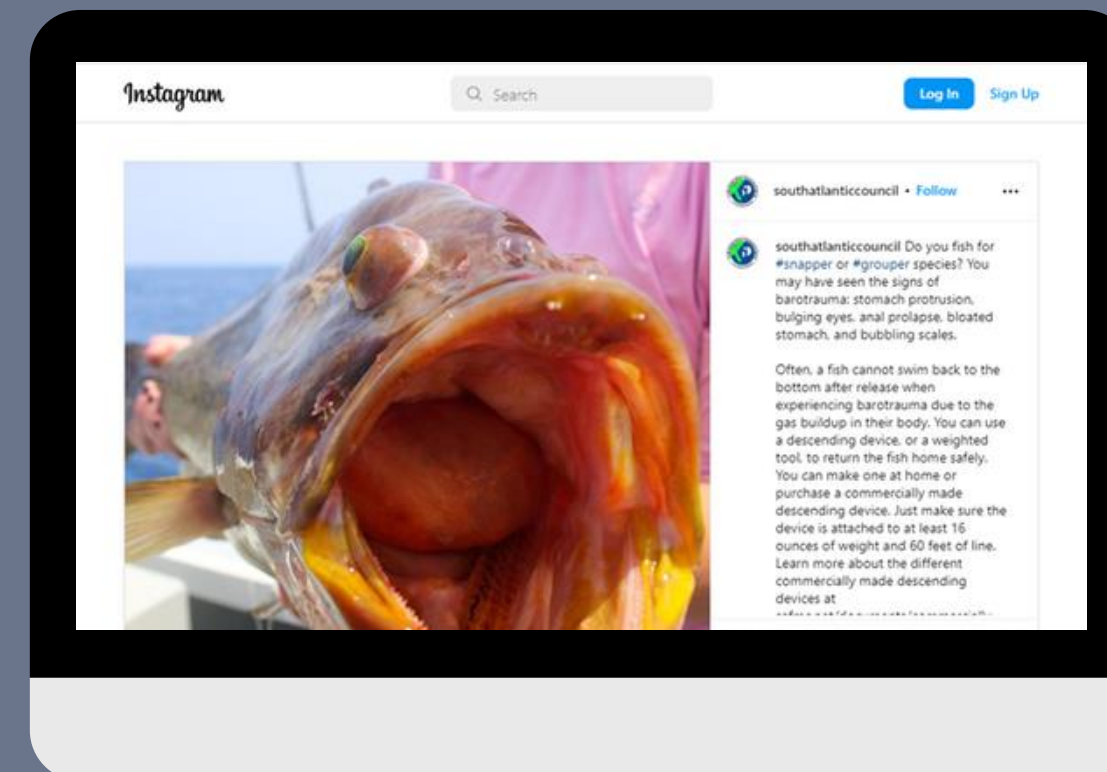 Instagram
Search
Log In
Sign Up
southatlanticcouncil • Follow
southatlanticcouncil Do you fish for
#snapper or #grouper species? You
may have seen the signs of
barotrauma: stomach protrusion,
bulging eyes, anal prolapse, bloated
stomach, and bubbling scales.
Often, a fish cannot swim back to the
bottom after release when
experiencing barotrauma due to the
gas buildup in their body. You can use
a descending device, or a weighted
tool, to return the fish home safely.
You can make one at home or
purchase a commercially made
descending device. Just make sure the
device is attached to at least 16
ounces of weight and 60 feet of line.
Learn more about the different
commercially made descending
devices at